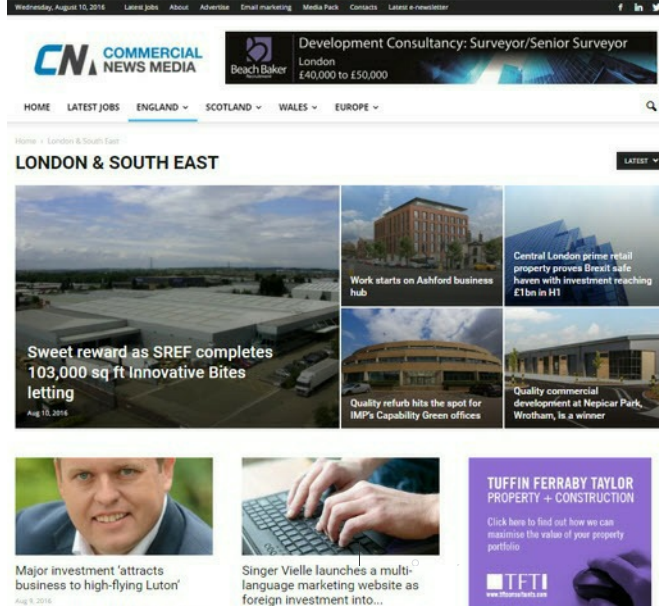 Wednesday, August 10, 2016 Latest Jobs About Advertise Email marketing Media Pack Contacts Latest e-newsletter
CN COMMERCIAL
NEWS MEDIA
Beach Baker
Recruitment
Development Consultancy: Surveyor/Senior Surveyor
London
£40,000 to £50,000
HOME LATEST JOBS ENGLAND SCOTLAND WALES EUROPE
Home › London & South East
LONDON & SOUTH EAST
LATEST
Sweet reward as SREF completes
103,000 sq ft Innovative Bites
letting
Aug 10, 2016
Work starts on Ashford business
hub
Central London prime retail
property proves Brexit safe
haven with investment reaching
£1bn in H1
Quality refurb hits the spot for
IMP's Capability Green offices
Quality commercial
development at Nepicar Park,
Wrotham, is a winner
Major investment 'attracts
business to high-flying Luton'
Aug 9, 2016
Singer Vielle launches a multi-
language marketing website as
foreign investment into...
TUFFIN FERRABY TAYLOR
PROPERTY + CONSTRUCTION
Click here to find out how we can
maximise the value of your property
portfolio
TFT
www.tftconsultants.com